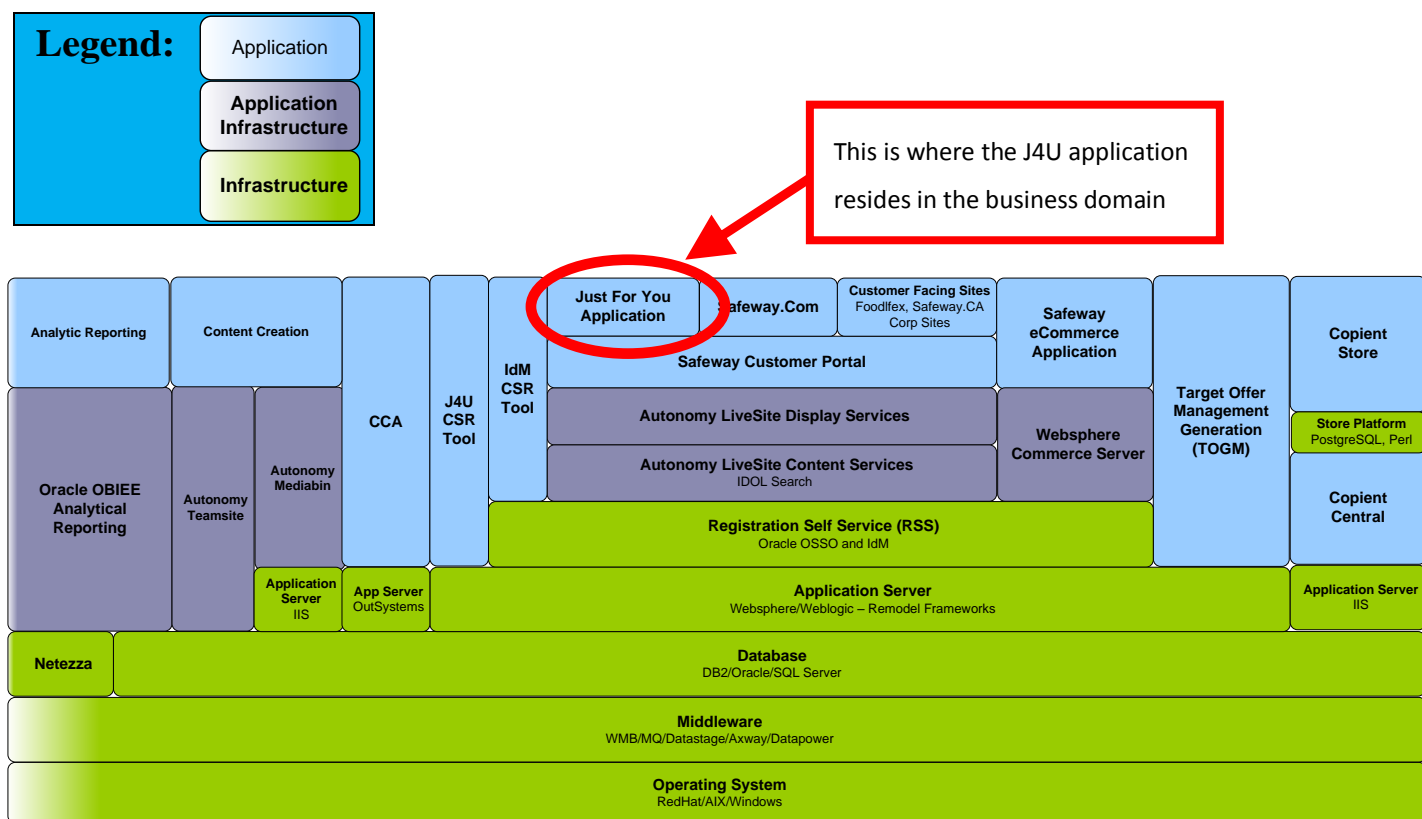 Legend:
Application
Application
Infrastructure
Infrastructure
This is where the J4U application
resides in the business domain
Analytic Reporting
Content Creation
CCA
J4U
CSR
Tool
IdM
CSR
Tool
Just For You
Application
Safeway.Com
Customer Facing Sites
Foodlfex, Safeway.CA
Corp Sites
Safeway Customer Portal
Safeway
eCommerce
Application
Target Offer
Management
Generation
(TOGM)
Copient
Store
Oracle OBIEE
Analytical
Reporting
Autonomy
Teamsite
Autonomy
Mediabin
Autonomy LiveSite Display Services
Autonomy LiveSite Content Services
IDOL Search
Websphere
Commerce Server
Store Platform
PostgreSQL, Perl
Copient
Central
Registration Self Service (RSS)
Oracle OSSO and IdM
Application
Server
IIS
App Server
OutSystems
Application Server
Websphere/Weblogic – Remodel Frameworks
Application Server
IIS
Netezza
Database
DB2/Oracle/SQL Server
Middleware
WMB/MQ/Datastage/Axway/Datapower
Operating System
RedHat/AIX/Windows